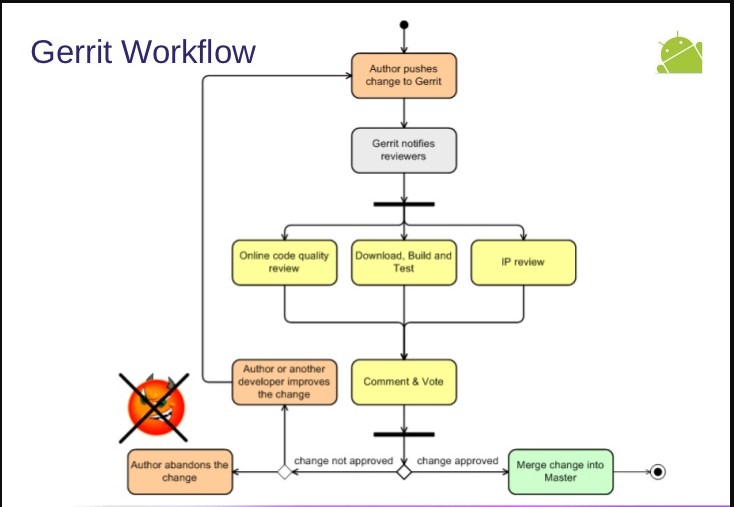 Gerrit Workflow
Author pushes
change to Gerrit
Gerrit notifies
reviewers
Online code quality
review
Download, Build and
Test
IP review
Author or another
developer improves
the change
Comment & Vote
change not approved
change approved
Author abandons the
change
Merge change into
Master